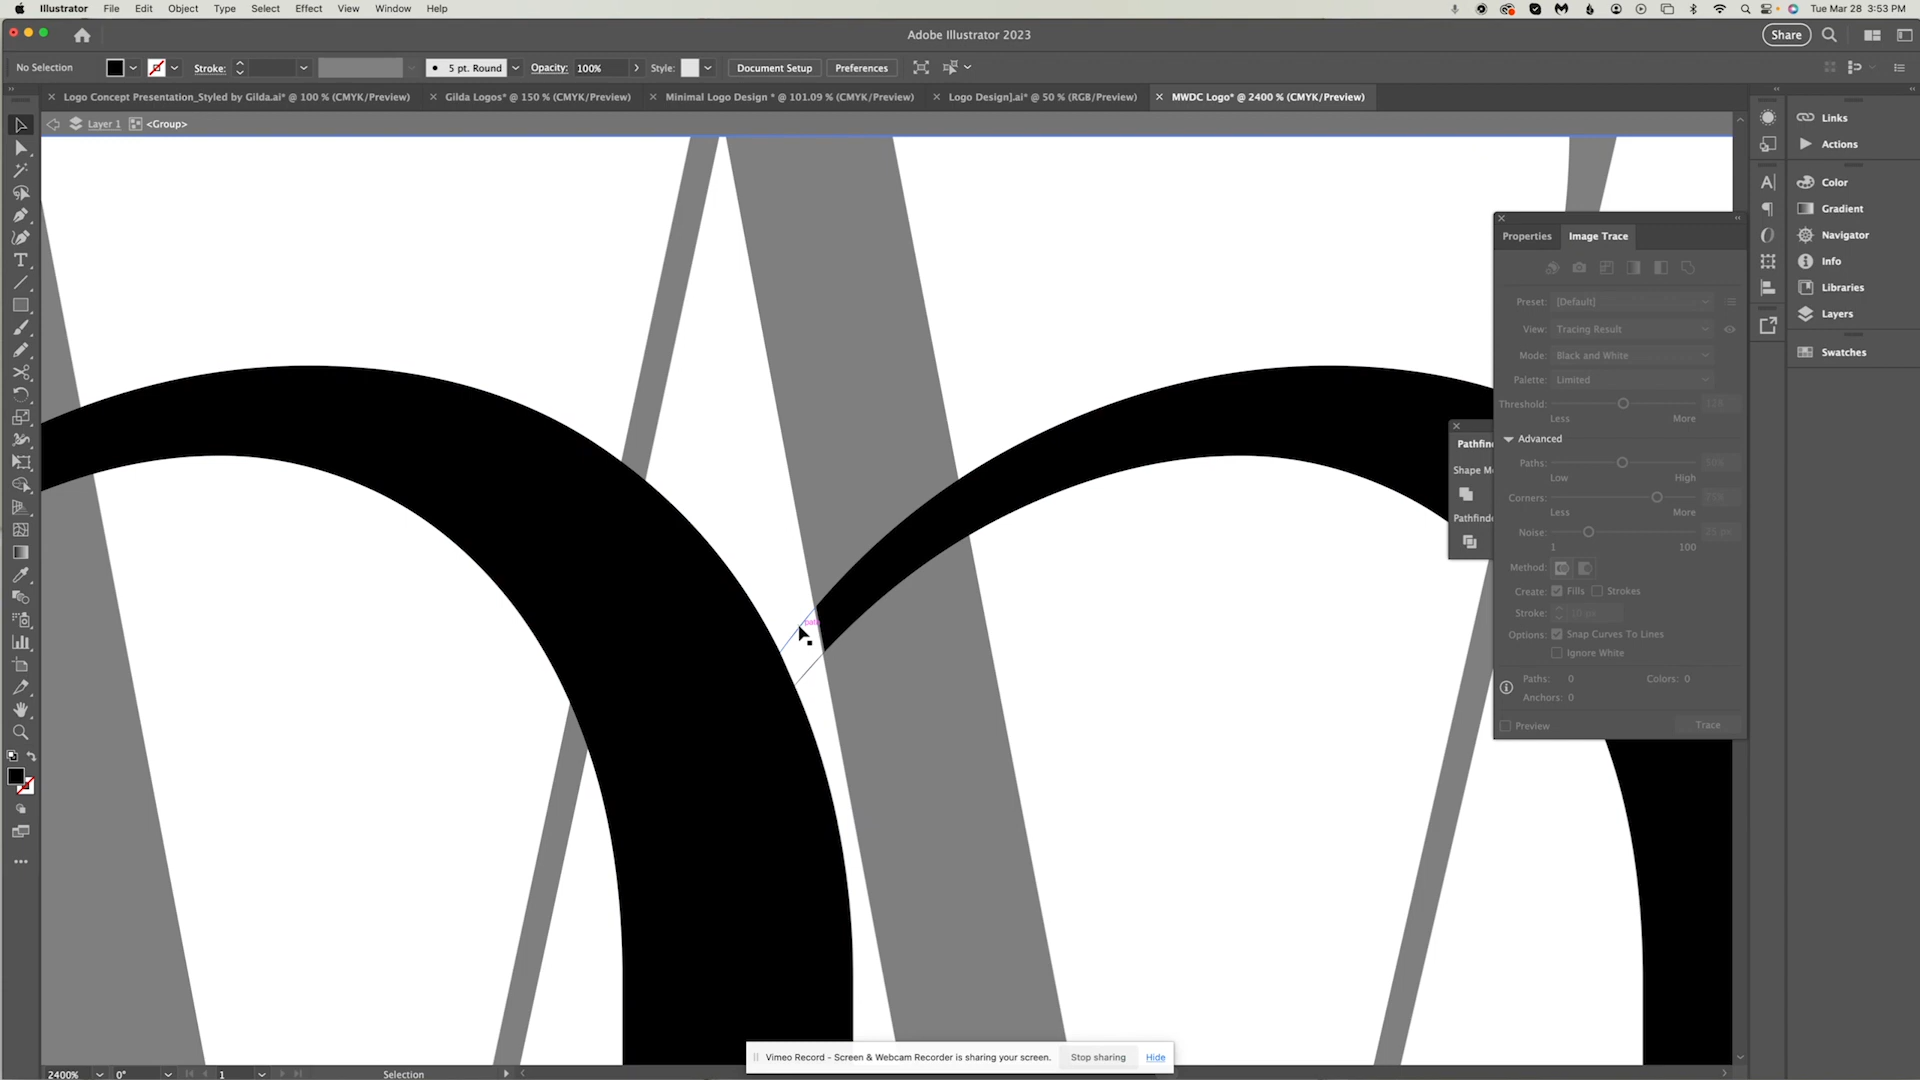 Illustrator File Edit Object Type Select Effect View Window Help
Tue Mar 28 3:53 PM
Adobe Illustrator 2023
Share
No Selection
Stroke:
5 pt. Round
Opacity: 100%
Style:
Document Setup
Preferences
Logo Concept Presentation_Styled by Gilda.ai* @ 100 % (CMYK/Preview)
Gilda Logos* @ 150 % (CMYK/Preview)
Minimal Logo Design * @ 101.09 % (CMYK/Preview)
Logo Design].ai* @ 50 % (RGB/Preview)
MWDC Logo* @ 2400 % (CMYK/Preview)
Layer 1
<Group>
Links
Actions
Color
Gradient
Navigator
Info
Libraries
Layers
Swatches
Properties
Image Trace
Preset: [Default]
View: Tracing Result
Mode: Black and White
Palette: Limited
Threshold:
Less More
Advanced
Paths:
Low High
Corners:
Less More
Noise: 25 px
1 100
Method:
Create: Fills Strokes
Stroke: 10 px
Options: Snap Curves To Lines
Ignore White
Paths: 0 Colors: 0
Anchors: 0
Preview
Trace
Pathfin
Shape M
Pathfind
Vimeo Record - Screen & Webcam Recorder is sharing your screen.
Stop sharing
Hide
2400%
0°
1
Selection